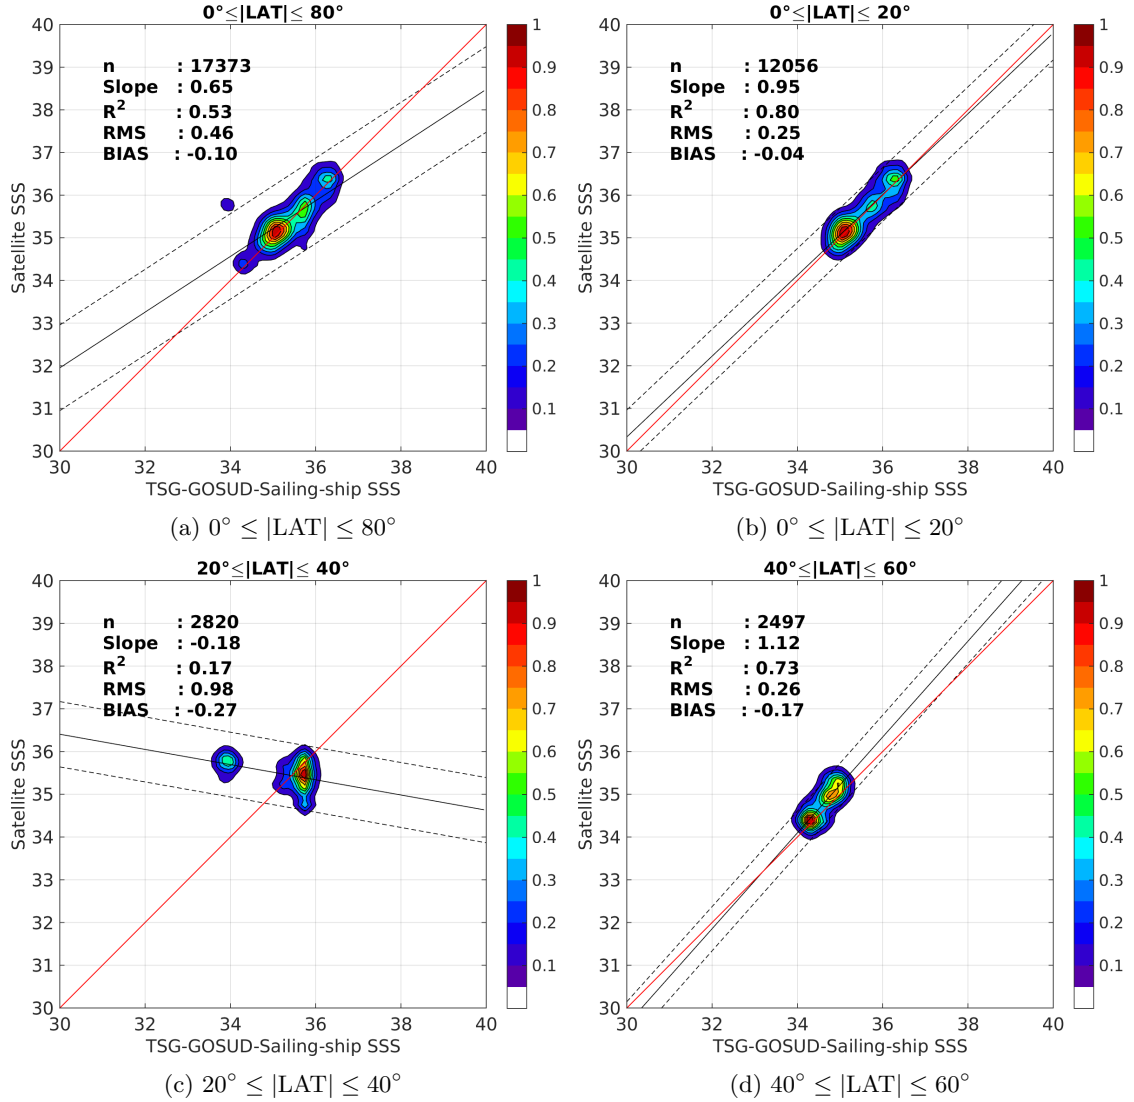 0°≤|LAT|≤ 80°
n : 17373
Slope : 0.65
R² : 0.53
RMS : 0.46
BIAS : -0.10
40
39
38
37
36
35
34
33
32
31
30
30 32 34 36 38 40
Satellite SSS
TSG-GOSUD-Sailing-ship SSS
1
0.9
0.8
0.7
0.6
0.5
0.4
0.3
0.2
0.1
(a) 0° ≤ |LAT| ≤ 80°
0°≤|LAT|≤ 20°
n : 12056
Slope : 0.95
R² : 0.80
RMS : 0.25
BIAS : -0.04
40
39
38
37
36
35
34
33
32
31
30
30 32 34 36 38 40
Satellite SSS
TSG-GOSUD-Sailing-ship SSS
1
0.9
0.8
0.7
0.6
0.5
0.4
0.3
0.2
0.1
(b) 0° ≤ |LAT| ≤ 20°
20°≤|LAT|≤ 40°
n : 2820
Slope : -0.18
R² : 0.17
RMS : 0.98
BIAS : -0.27
40
39
38
37
36
35
34
33
32
31
30
30 32 34 36 38 40
Satellite SSS
TSG-GOSUD-Sailing-ship SSS
1
0.9
0.8
0.7
0.6
0.5
0.4
0.3
0.2
0.1
(c) 20° ≤ |LAT| ≤ 40°
40°≤|LAT|≤ 60°
n : 2497
Slope : 1.12
R² : 0.73
RMS : 0.26
BIAS : -0.17
40
39
38
37
36
35
34
33
32
31
30
30 32 34 36 38 40
Satellite SSS
TSG-GOSUD-Sailing-ship SSS
1
0.9
0.8
0.7
0.6
0.5
0.4
0.3
0.2
0.1
(d) 40° ≤ |LAT| ≤ 60°